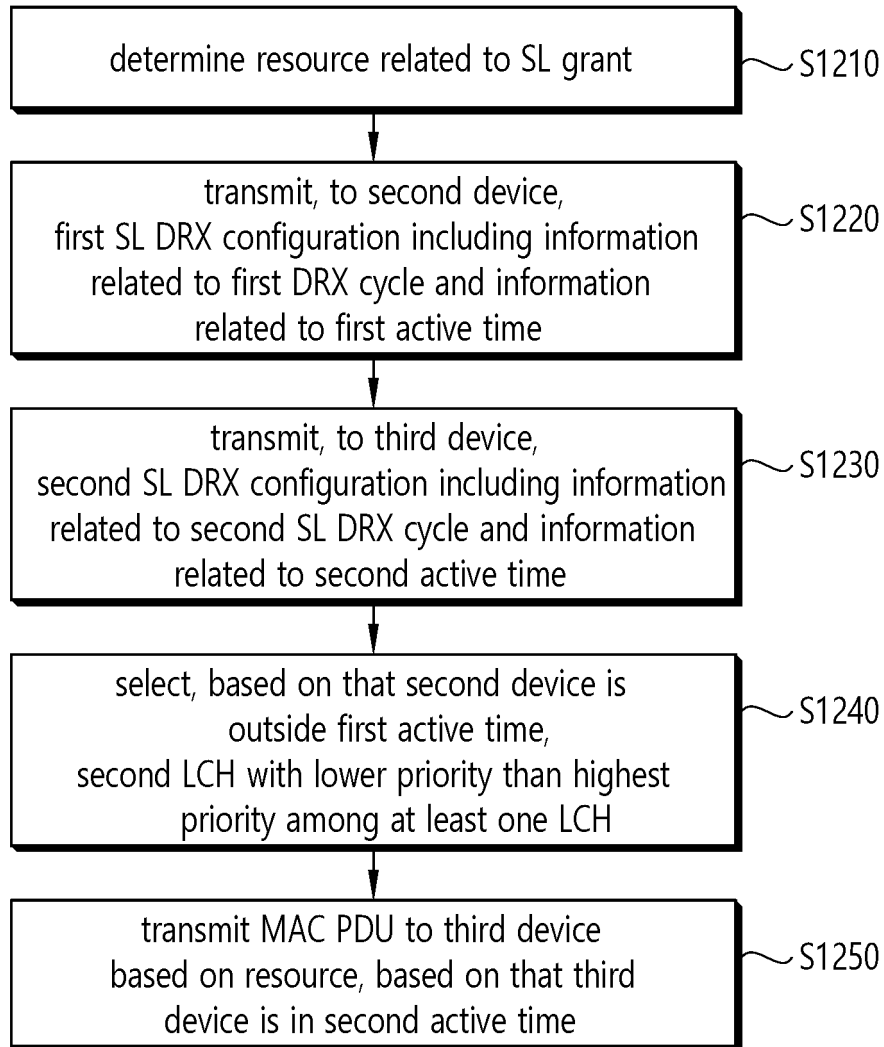 determine resource related to SL grant
S1210
transmit, to second device,
first SL DRX configuration including information
related to first DRX cycle and information
related to first active time
S1220
transmit, to third device,
second SL DRX configuration including information
related to second SL DRX cycle and information
related to second active time
S1230
select, based on that second device is
outside first active time,
second LCH with lower priority than highest
priority among at least one LCH
S1240
transmit MAC PDU to third device
based on resource, based on that third
device is in second active time
S1250